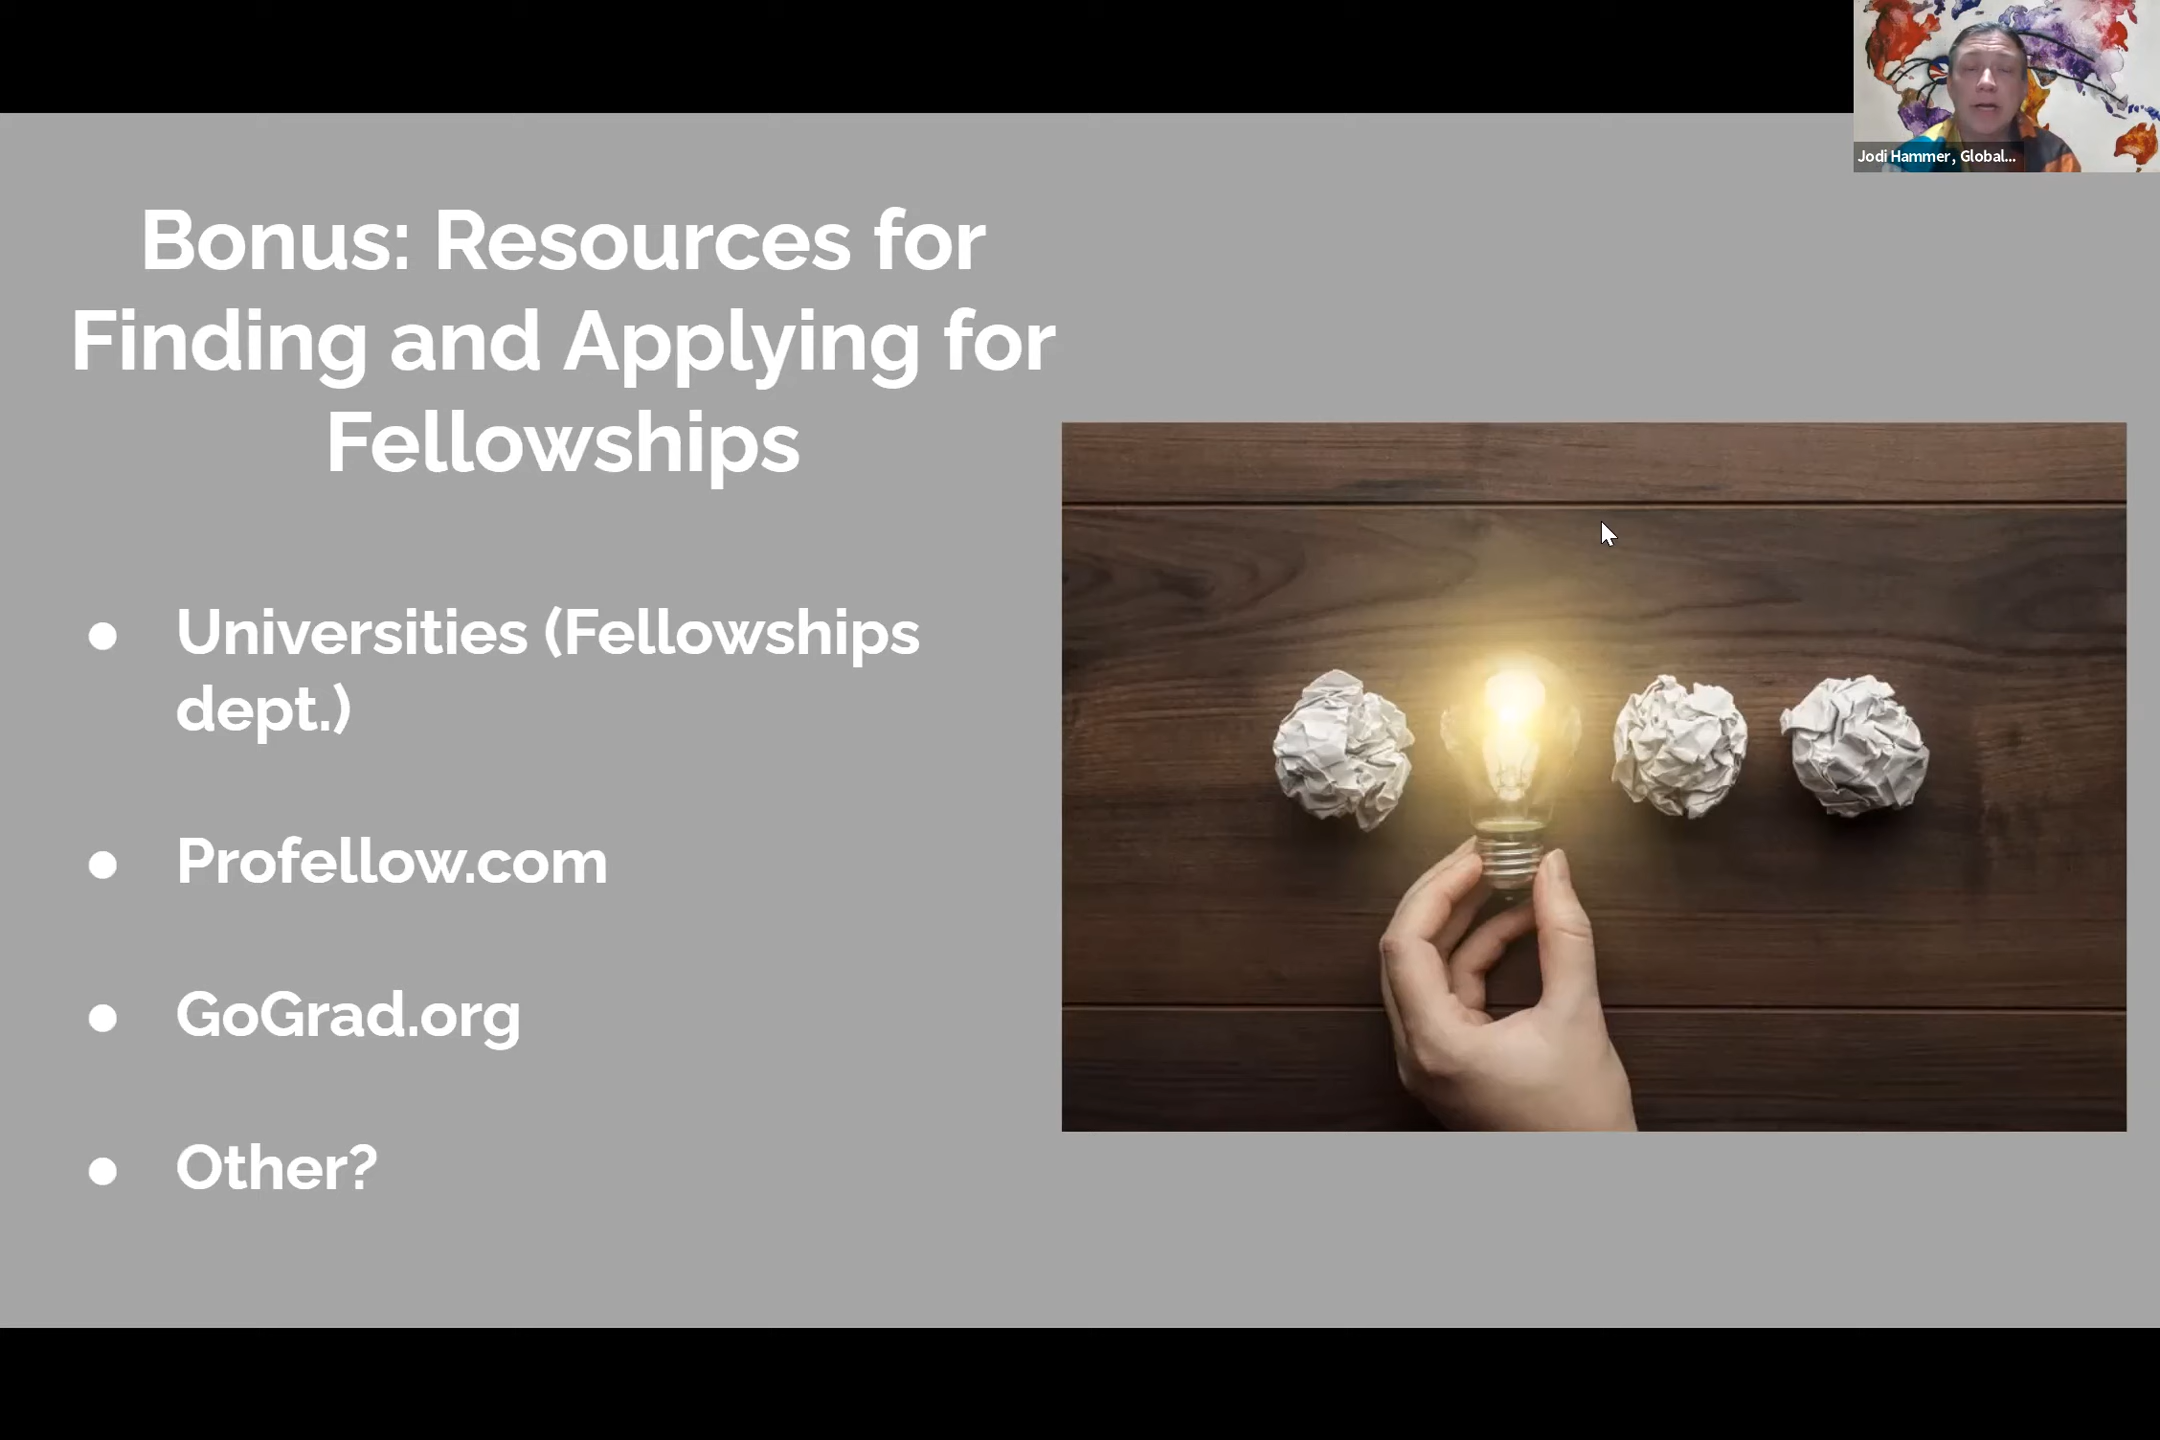 Jodi Hammer, Global...
Bonus: Resources for
Finding and Applying for
Fellowships
● Universities (Fellowships
dept.)
● Profellow.com
● GoGrad.org
● Other?